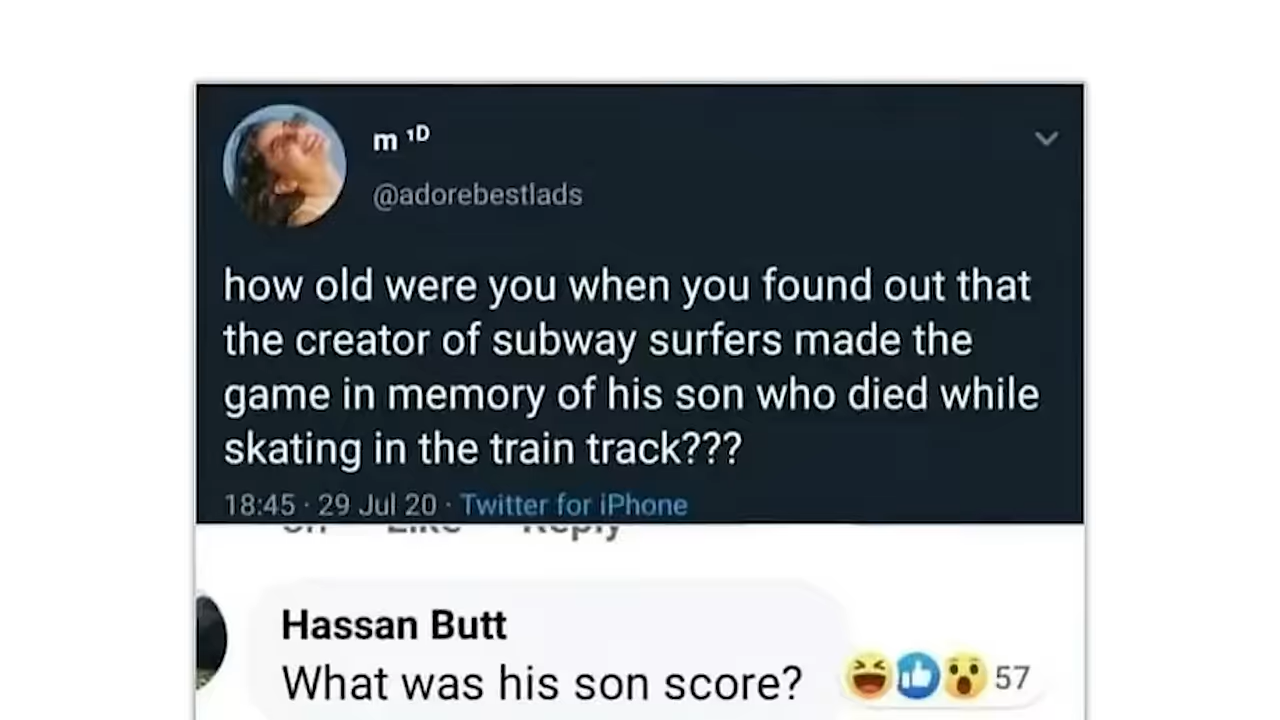 m ¹ᴰ
@adorebestlads
how old were you when you found out that
the creator of subway surfers made the
game in memory of his son who died while
skating in the train track???
18:45 · 29 Jul 20 · Twitter for iPhone
Like Reply
Hassan Butt
What was his son score?
57